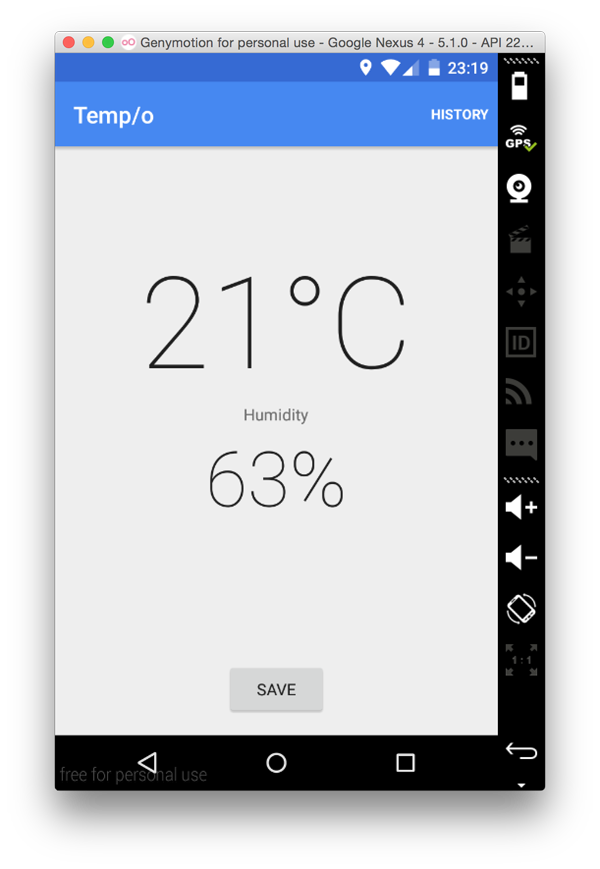 Genymotion for personal use - Google Nexus 4 - 5.1.0 - API 22...
23:19
Temp/o
HISTORY
GPS
21°C
ID
Humidity
63%
1:1
SAVE
free for personal use